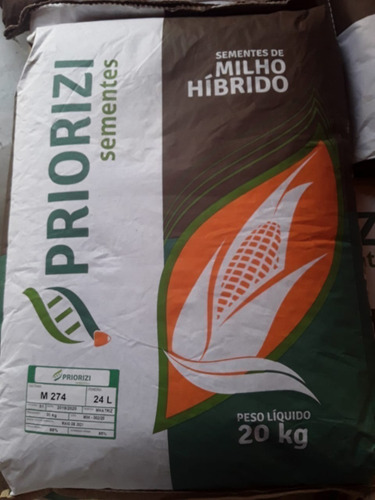 PRIORIZI
sementes
SEMENTES DE
MILHO
HÍBRIDO
PRIORIZI
M 274
24 L
PESO LÍQUIDO
20 kg